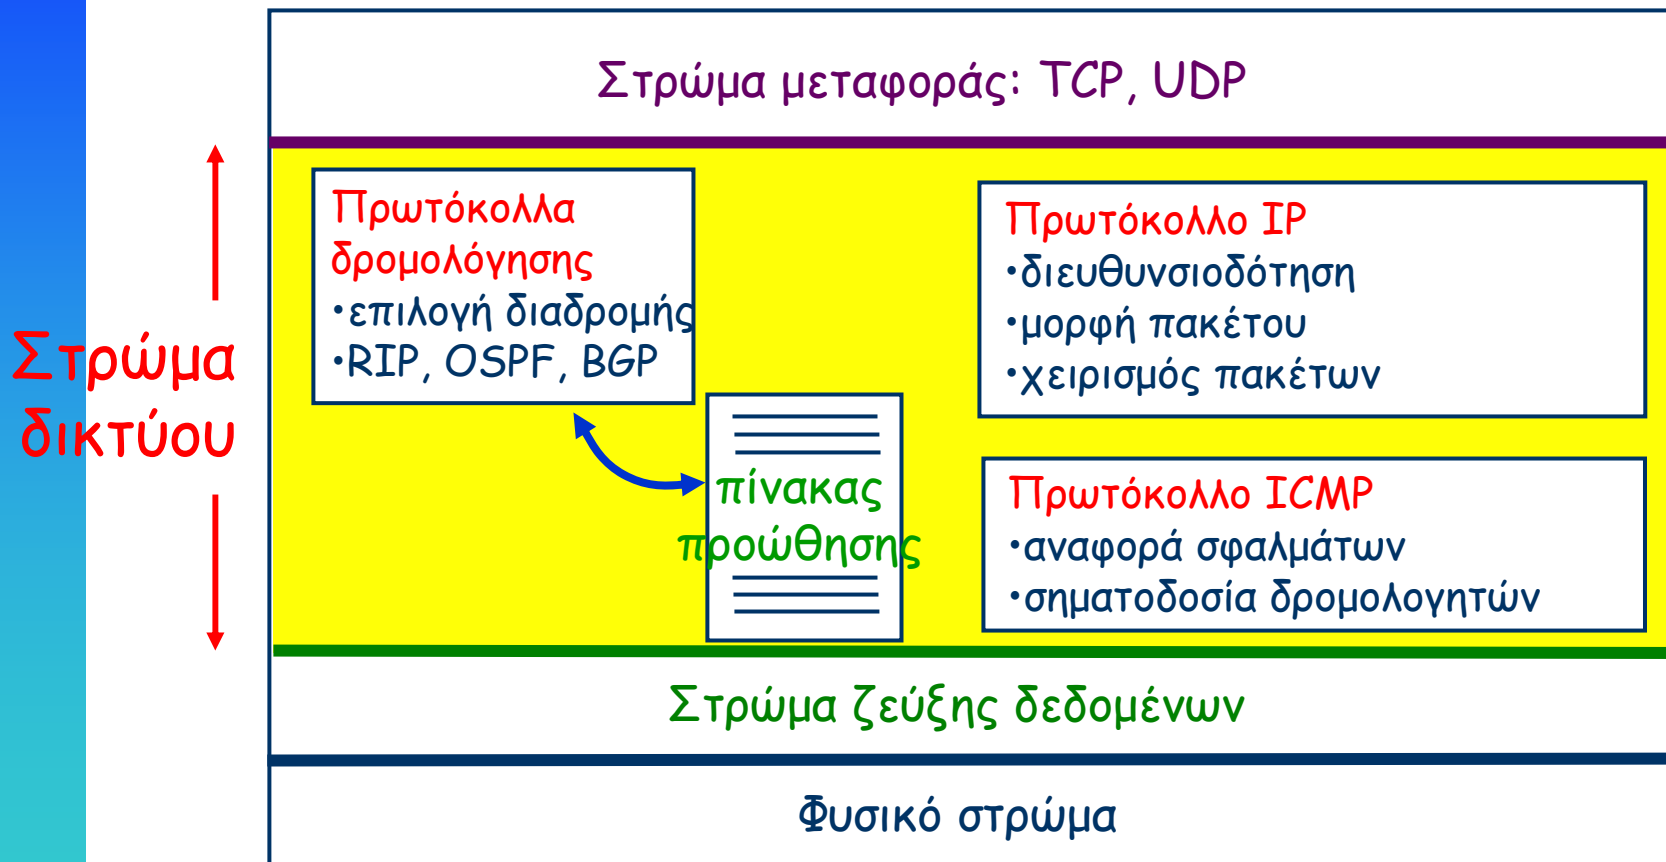 Στρώμα μεταφοράς: TCP, UDP
Στρώμα
δικτύου
Πρωτόκολλα
δρομολόγησης
•επιλογή διαδρομής
•RIP, OSPF, BGP
πίνακας
προώθησης
Πρωτόκολλο IP
•διευθυνσιοδότηση
•μορφή πακέτου
•χειρισμός πακέτων
Πρωτόκολλο ICMP
•αναφορά σφαλμάτων
•σηματοδοσία δρομολογητών
Στρώμα ζεύξης δεδομένων
Φυσικό στρώμα